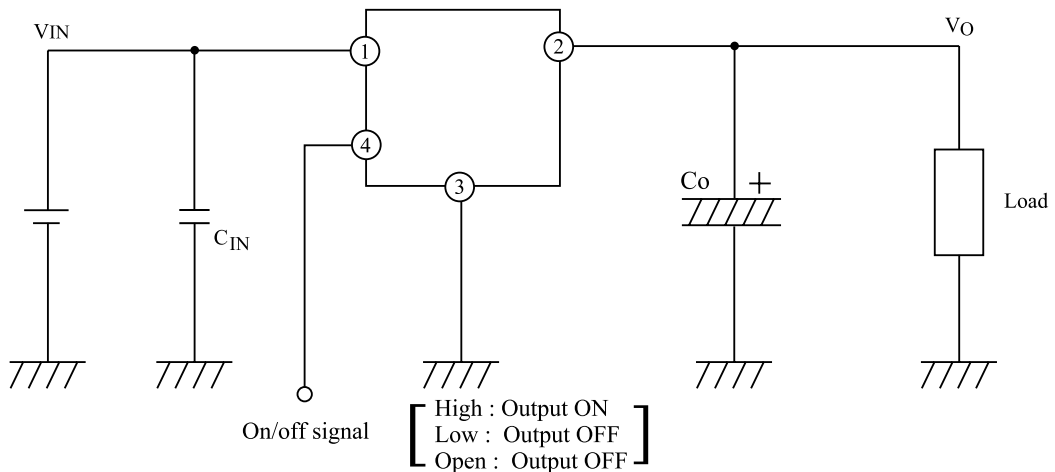 VIN
1
2
VO
4
3
Co
+
Load
CIN
On/off signal
High : Output ON
Low : Output OFF
Open : Output OFF